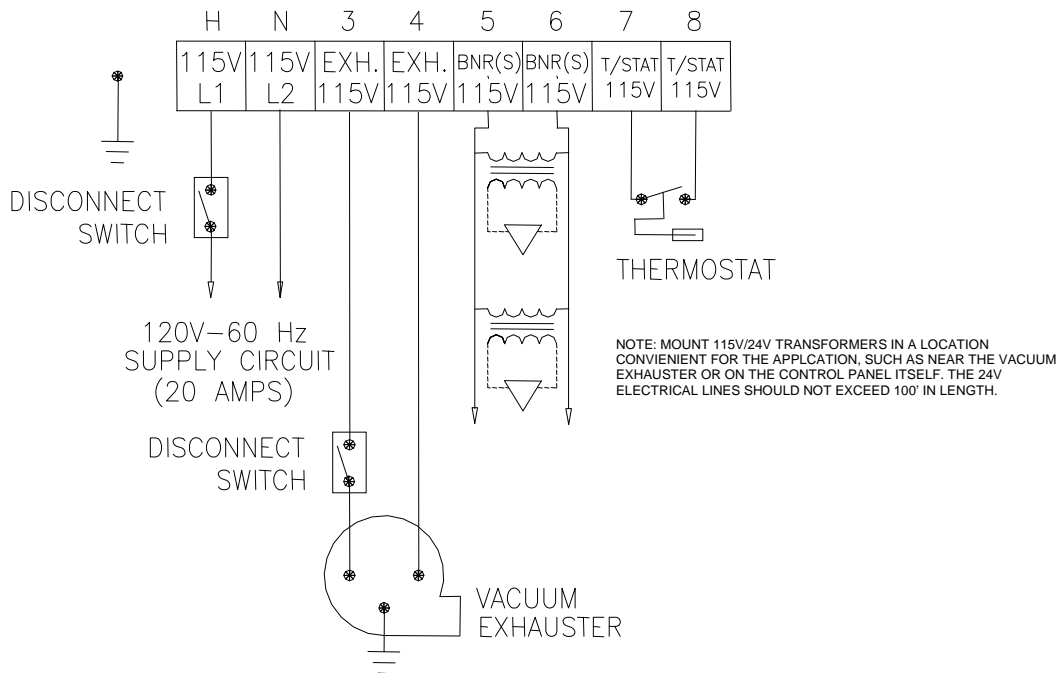 H N 3 4 5 6 7 8
115V 115V EXH. EXH. BNR(S) BNR(S) T/STAT T/STAT
L1 L2 115V 115V 115V 115V 115V 115V
DISCONNECT
SWITCH
THERMOSTAT
120V-60 Hz
SUPPLY CIRCUIT
(20 AMPS)
NOTE: MOUNT 115V/24V TRANSFORMERS IN A LOCATION
CONVIENIENT FOR THE APPLCATION, SUCH AS NEAR THE VACUUM
EXHAUSTER OR ON THE CONTROL PANEL ITSELF. THE 24V
ELECTRICAL LINES SHOULD NOT EXCEED 100' IN LENGTH.
DISCONNECT
SWITCH
VACUUM
EXHAUSTER